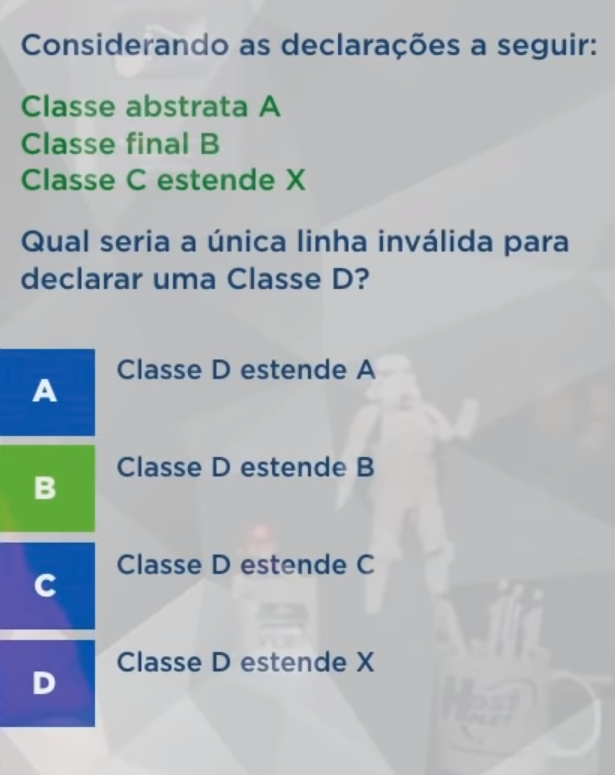 Considerando as declarações a seguir:
Classe abstrata A
Classe final B
Classe C estende X
Qual seria a única linha inválida para
declarar uma Classe D?
A Classe D estende A
B Classe D estende B
C Classe D estende C
D Classe D estende X